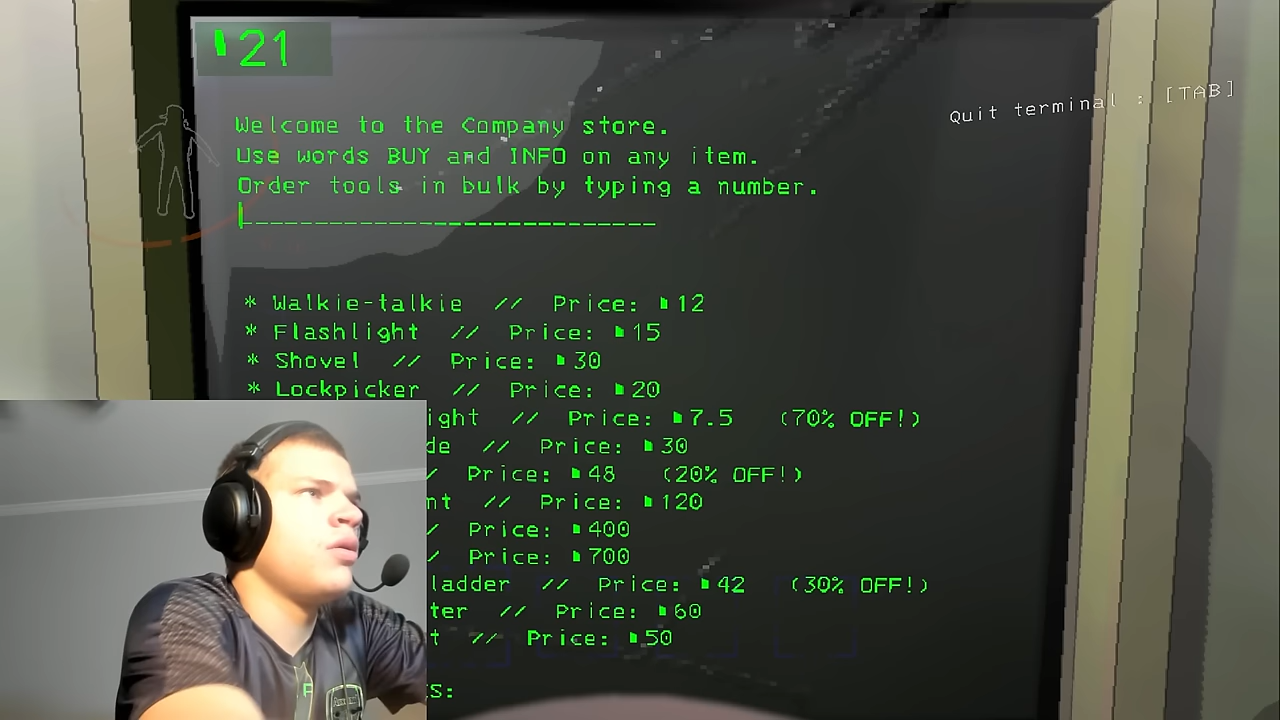 21
Quit terminal : [TAB]
Welcome to the Company store.
Use words BUY and INFO on any item.
Order tools in bulk by typing a number.
* Walkie-talkie // Price: 12
* Flashlight // Price: 15
* Shovel // Price: 30
* Lockpicker // Price: 20
ight // Price: 7.5 (70% OFF!)
de // Price: 30
/ Price: 48 (20% OFF!)
nt // Price: 120
/ Price: 400
/ Price: 700
ladder // Price: 42 (30% OFF!)
ter // Price: 60
t // Price: 50
S: